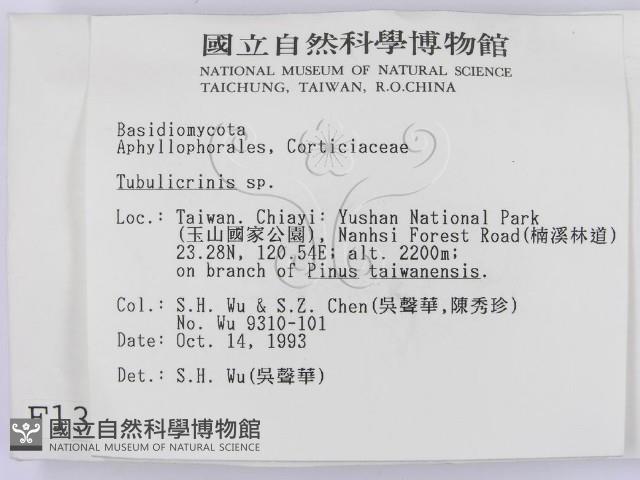 國立自然科學博物館
NATIONAL MUSEUM OF NATURAL SCIENCE
TAICHUNG, TAIWAN, R.O.CHINA
Basidiomycota
Aphyllophorales, Corticiaceae
Tubulicrinis sp.
Loc.: Taiwan. Chiayi: Yushan National Park
(玉山國家公園), Nanhsi Forest Road(楠溪林道)
23.28N, 120.54E; alt. 2200m;
on branch of Pinus taiwanensis.
Col.: S.H. Wu & S.Z. Chen(吳聲華,陳秀珍)
No. Wu 9310-101
Date: Oct. 14, 1993
Det.: S.H. Wu(吳聲華)
國立自然科學博物館
NATIONAL MUSEUM OF NATURAL SCIENCE